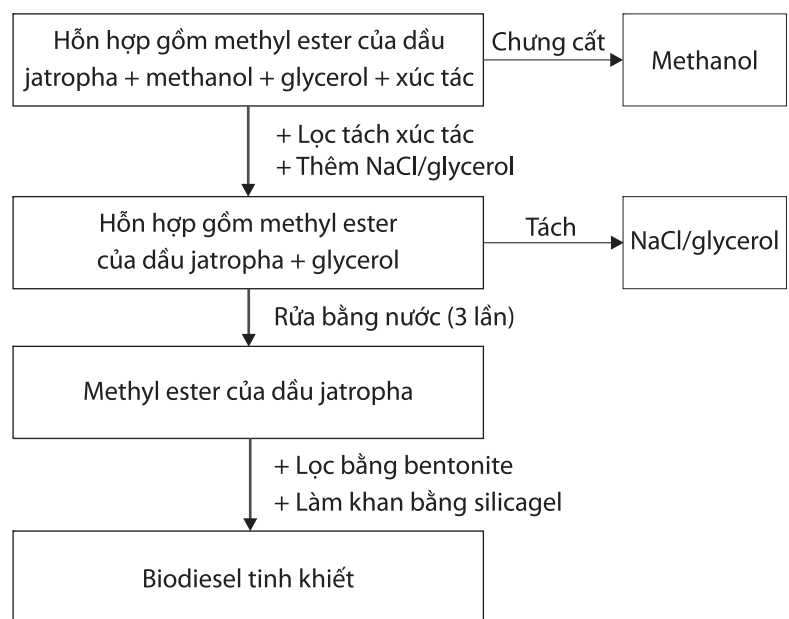 Hỗn hợp gồm methyl ester của dầu
jatropha + methanol + glycerol + xúc tác
Chưng cất
Methanol
+ Lọc tách xúc tác
+ Thêm NaCl/glycerol
Hỗn hợp gồm methyl ester
của dầu jatropha + glycerol
Tách
NaCl/glycerol
Rửa bằng nước (3 lần)
Methyl ester của dầu jatropha
+ Lọc bằng bentonite
+ Làm khan bằng silicagel
Biodiesel tinh khiết